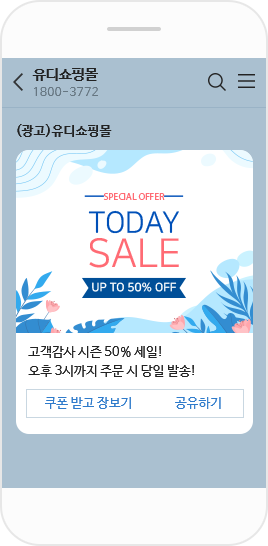 유디쇼핑몰
1800-3772
(광고)유디쇼핑몰
SPECIAL OFFER
TODAY
SALE
UP TO 50% OFF
고객감사 시즌 50% 세일!
오후 3시까지 주문 시 당일 발송!
쿠폰 받고 장보기 공유하기